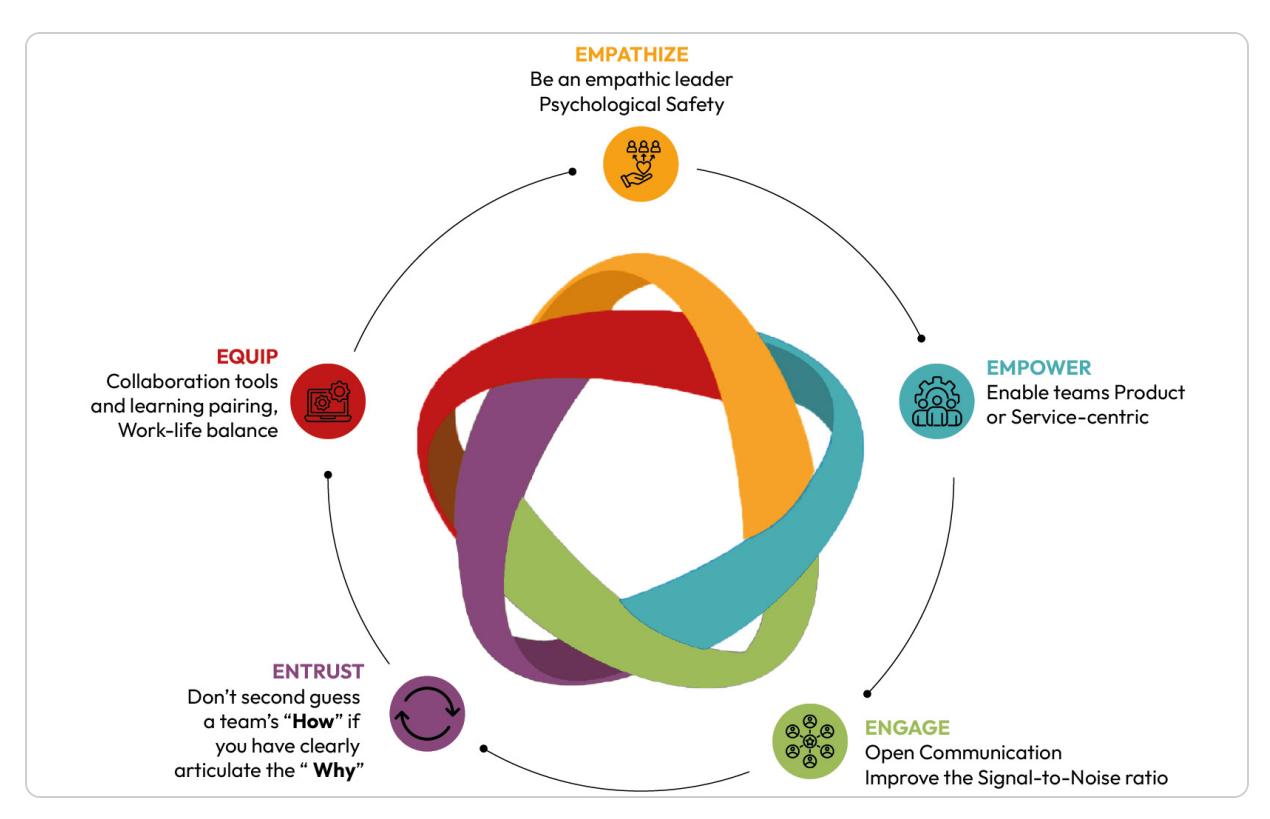 EMPATHIZE
Be an empathic leader
Psychological Safety
EMPOWER
Enable teams Product
or Service-centric
ENGAGE
Open Communication
Improve the Signal-to-Noise ratio
ENTRUST
Don’t second guess
a team’s “How” if
you have clearly
articulate the “ Why”
EQUIP
Collaboration tools
and learning pairing,
Work-life balance